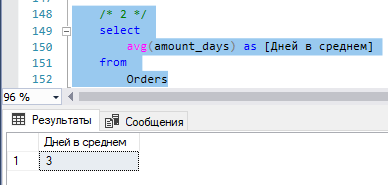 147
148 /* 2 */
149 select
150 avg(amount_days) as [Дней в среднем]
151 from
152 Orders
96 %
Результаты Сообщения
Дней в среднем
1 3